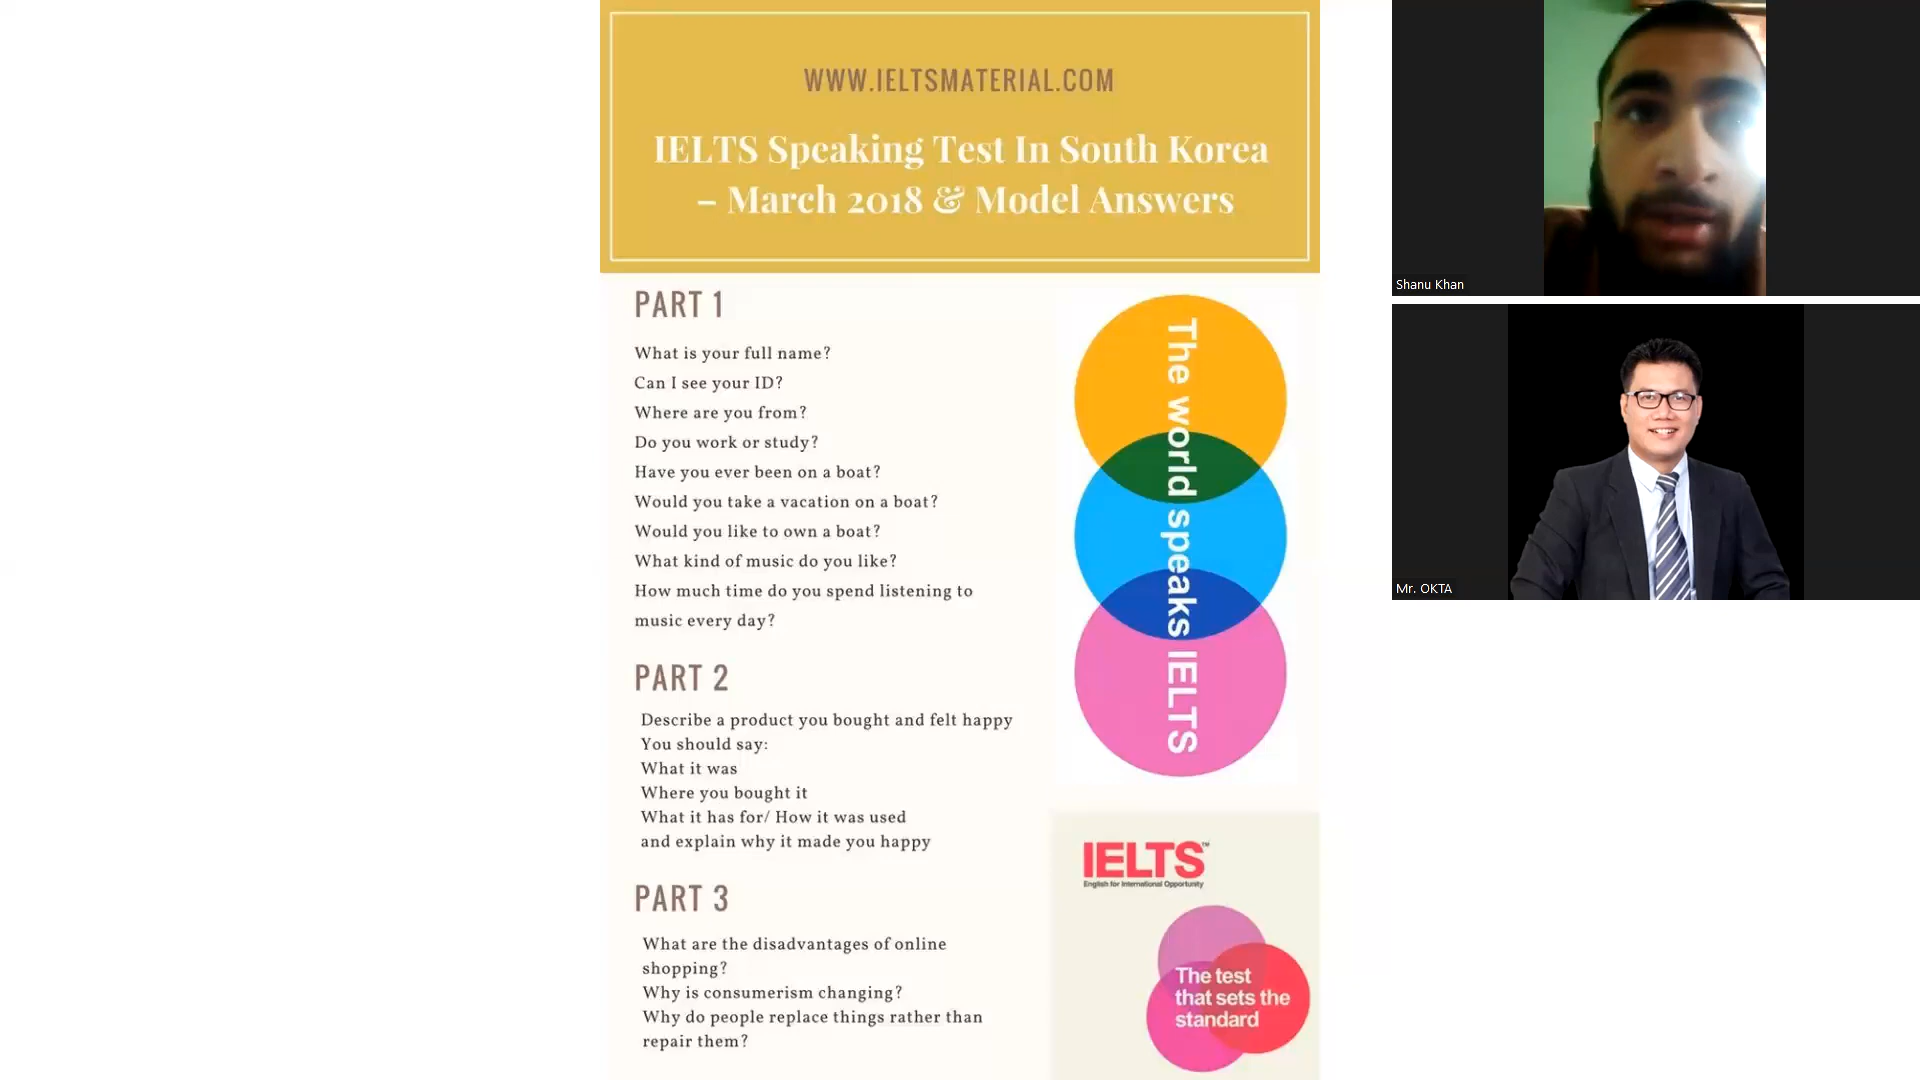 WWW.IELTSMATERIAL.COM
IELTS Speaking Test In South Korea
– March 2018 & Model Answers
PART 1
What is your full name?
Can I see your ID?
Where are you from?
Do you work or study?
Have you ever been on a boat?
Would you take a vacation on a boat?
Would you like to own a boat?
What kind of music do you like?
How much time do you spend listening to
music every day?
PART 2
Describe a product you bought and felt happy
You should say:
What it was
Where you bought it
What it has for/ How it was used
and explain why it made you happy
PART 3
What are the disadvantages of online
shopping?
Why is consumerism changing?
Why do people replace things rather than
repair them?
The world speaks IELTS
IELTS™
English for International Opportunity
The test
that sets the
standard
Shanu Khan
Mr. OKTA